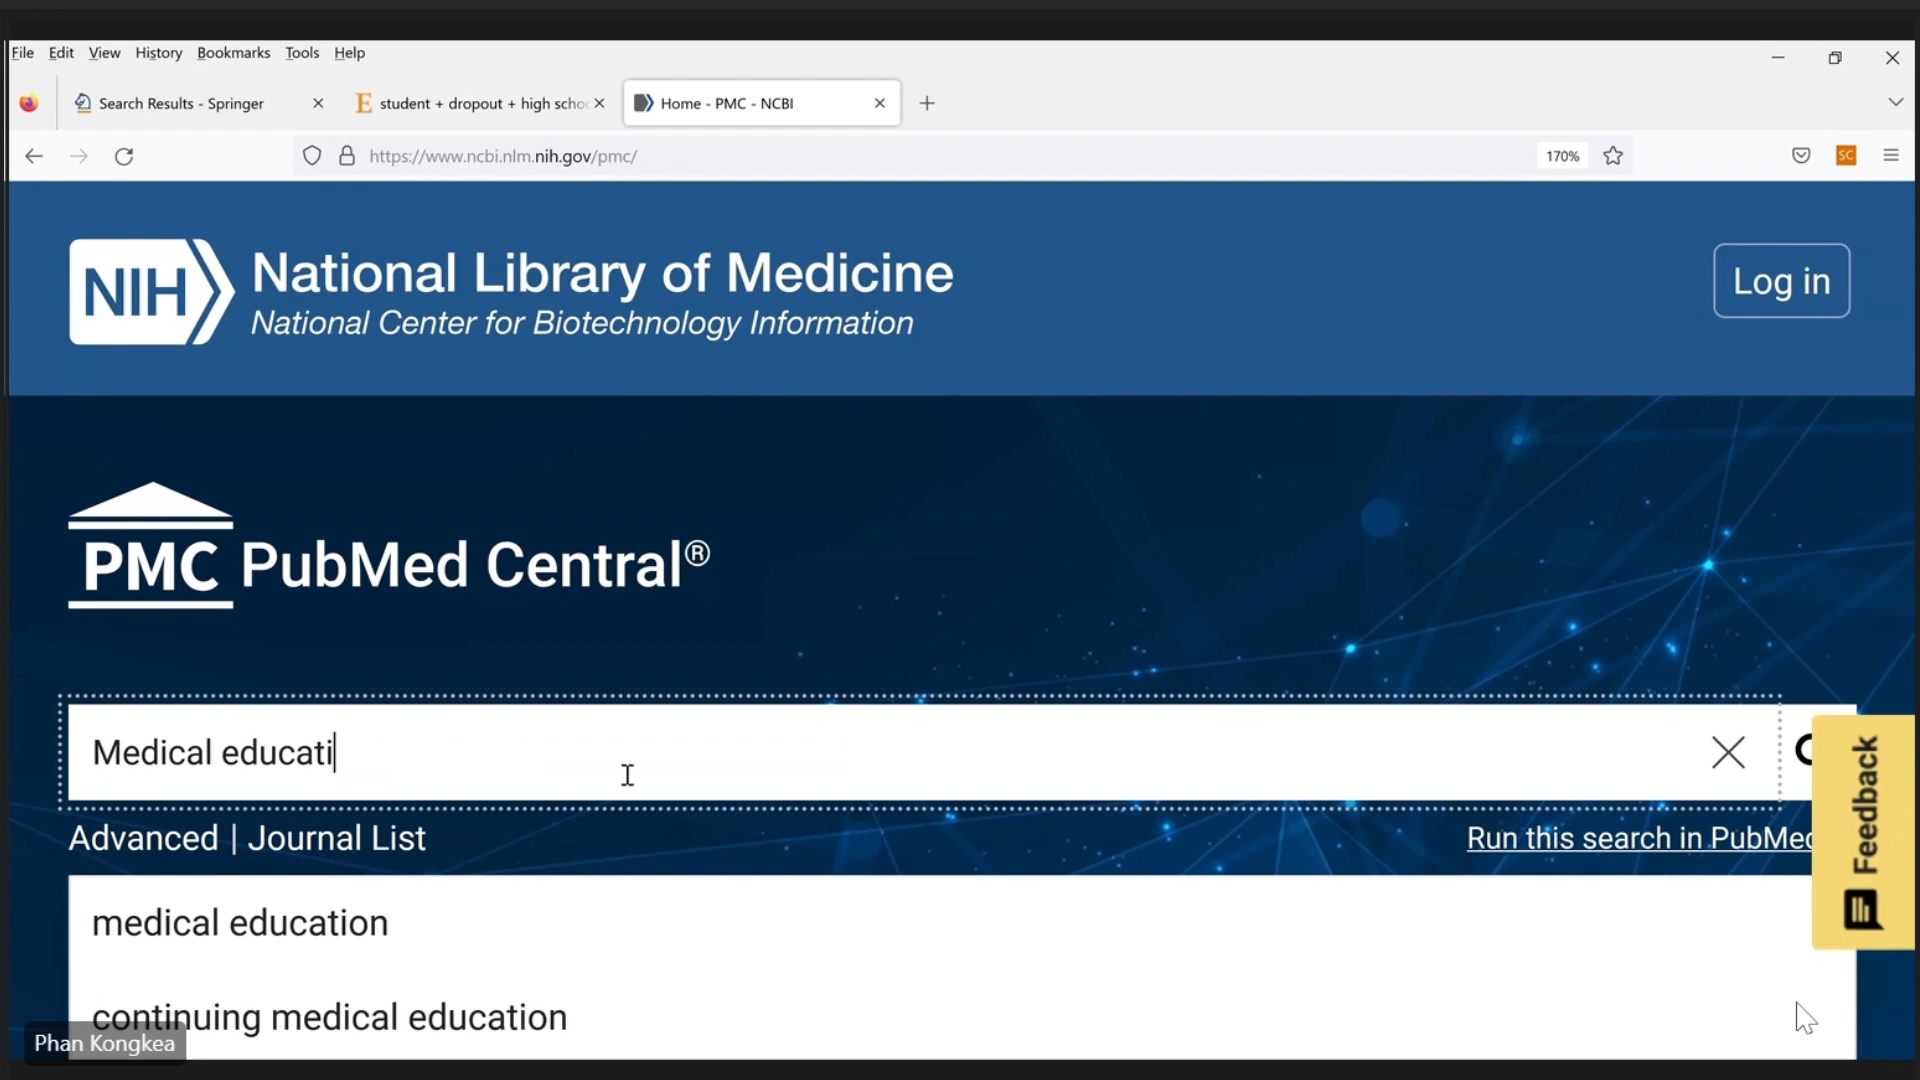 File Edit View History Bookmarks Tools Help
Search Results - Springer
student + dropout + high schoo
Home - PMC - NCBI
https://www.ncbi.nlm.nih.gov/pmc/
170%
SC
NIH National Library of Medicine
National Center for Biotechnology Information
Log in
PMC PubMed Central®
Medical educati
Feedback
Advanced | Journal List
Run this search in PubMed
medical education
continuing medical education
Phan Kongkea